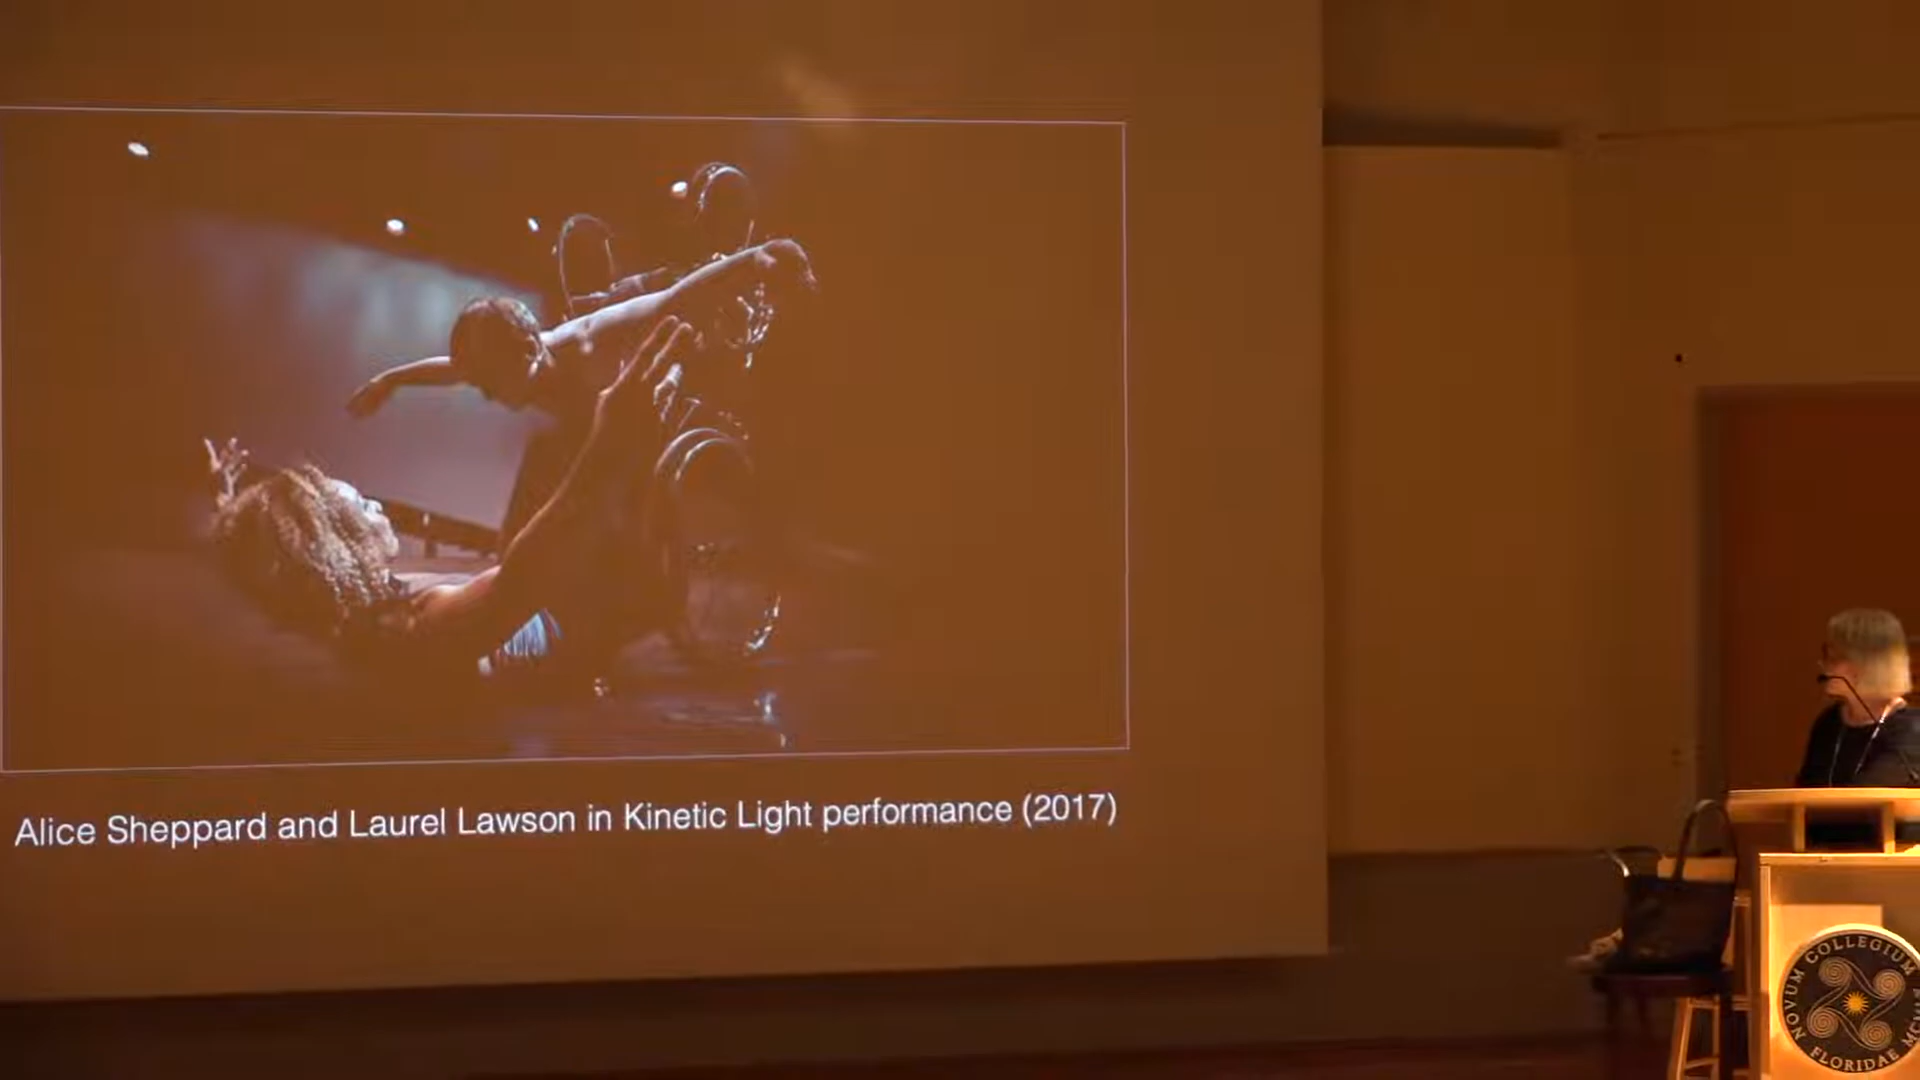 Alice Sheppard and Laurel Lawson in Kinetic Light performance (2017)
NOVUM COLLEGIUM FLORIDAE